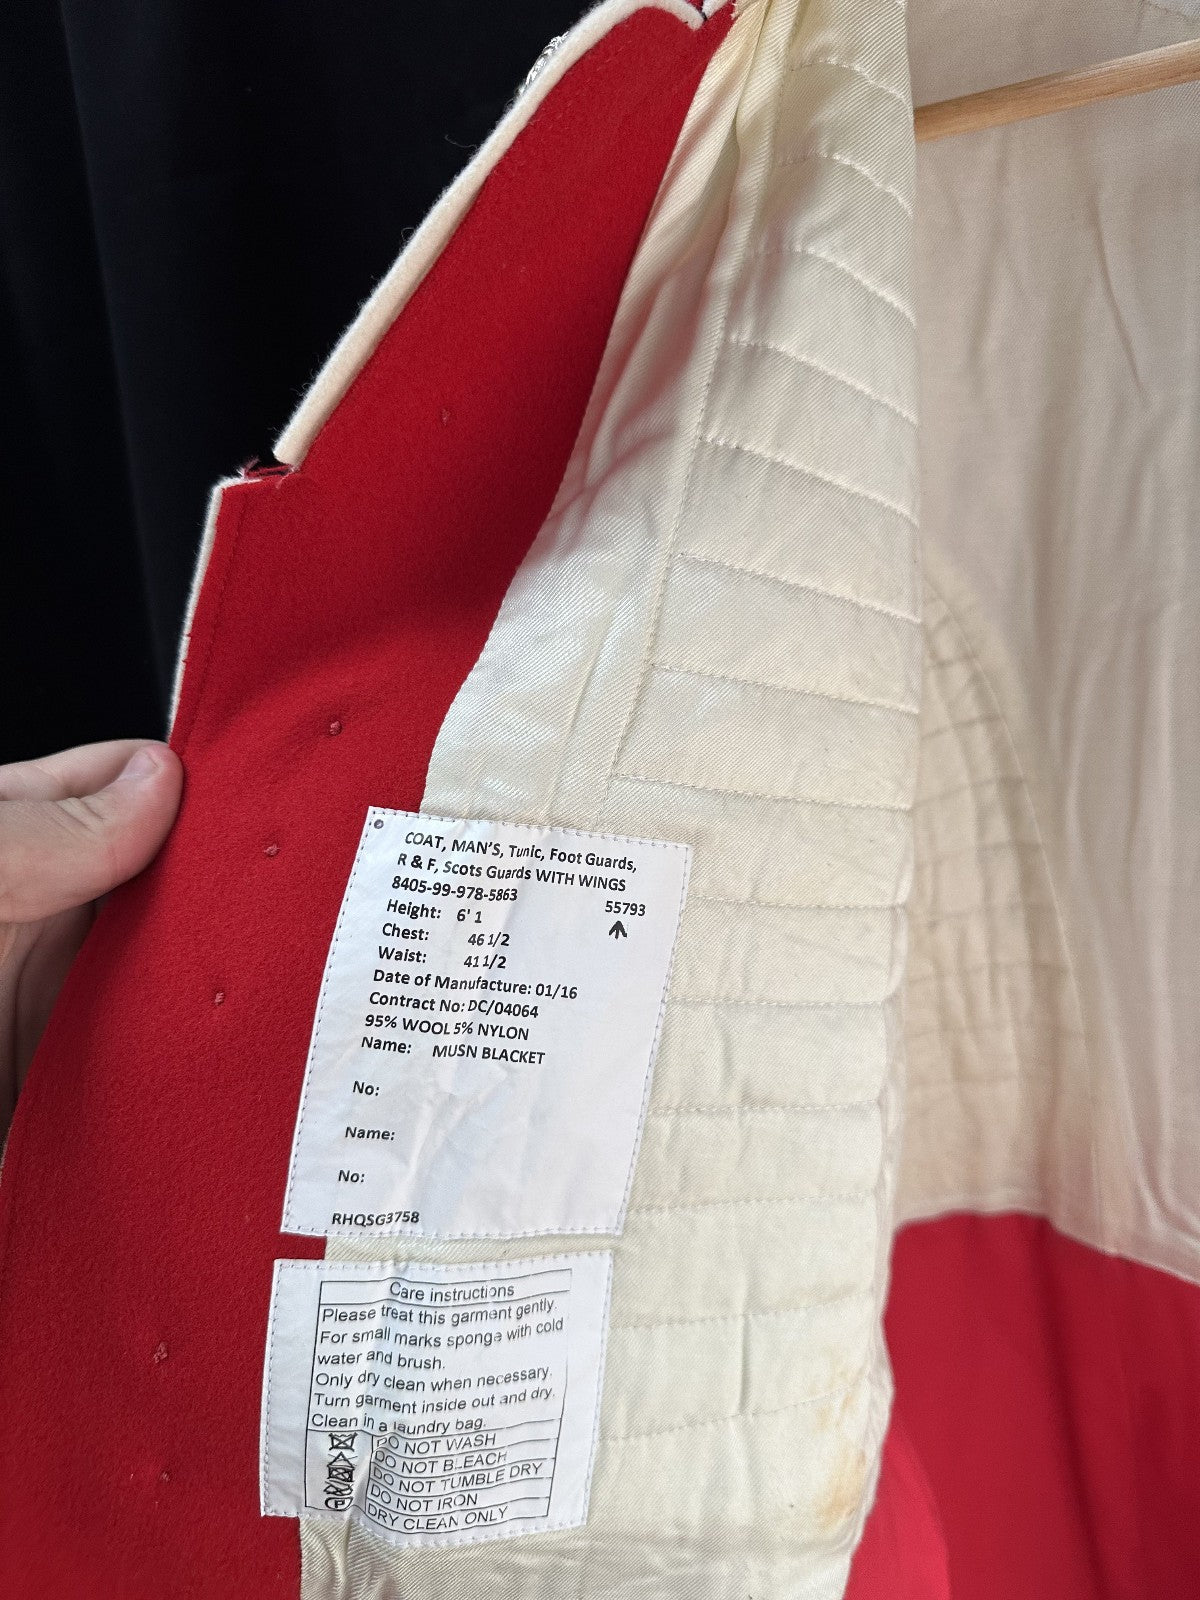 COAT, MAN'S, Tunic, Foot Guards,
R & F, Scots Guards WITH WINGS
8405-99-978-5863
55793
Height: 6' 1
Chest: 46 1/2
Waist: 41 1/2
Date of Manufacture: 01/16
Contract No: DC/04064
95% WOOL 5% NYLON
Name: MUSN BLACKET
No:
Name:
No:
RHQSG3758
Care instructions
Please treat this garment gently.
For small marks sponge with cold
water and brush.
Only dry clean when necessary.
Turn garment inside out and dry.
Clean in a laundry bag.
DO NOT WASH
DO NOT BLEACH
DO NOT TUMBLE DRY
DO NOT IRON
P
DRY CLEAN ONLY